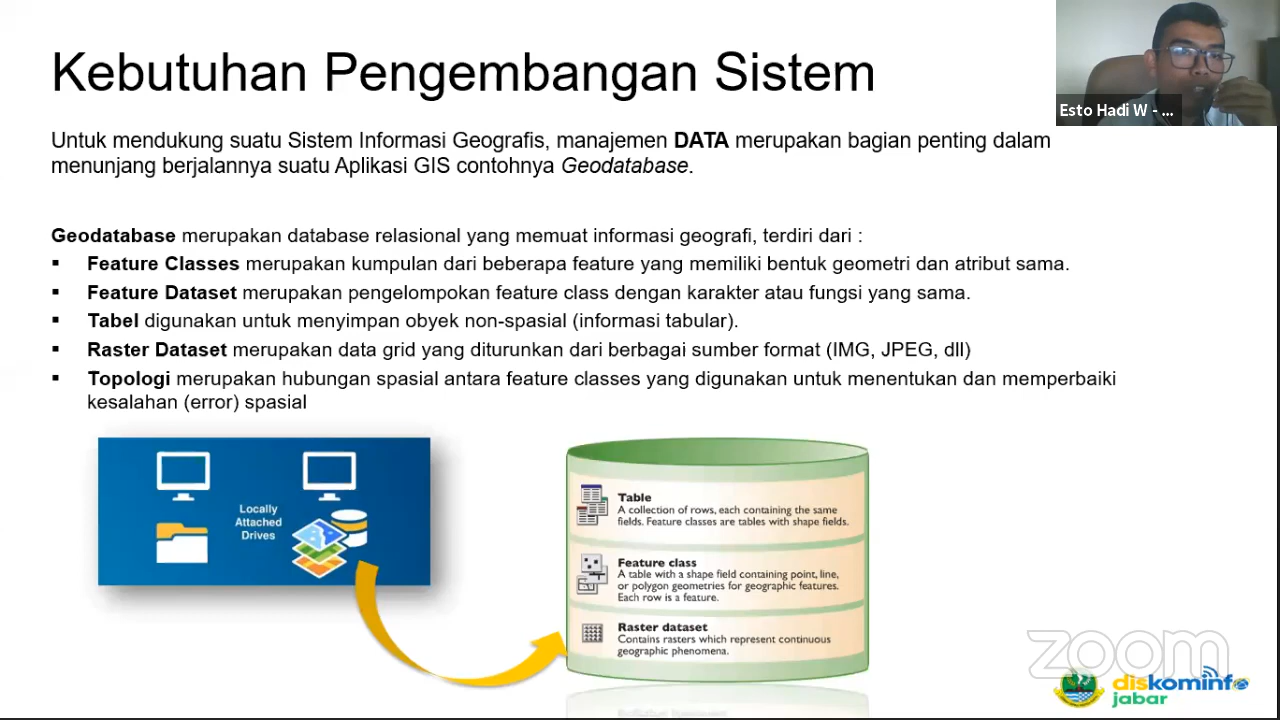 Kebutuhan Pengembangan Sistem
Esto Hadi W - ...
Untuk mendukung suatu Sistem Informasi Geografis, manajemen DATA merupakan bagian penting dalam
menunjang berjalannya suatu Aplikasi GIS contohnya Geodatabase.
Geodatabase merupakan database relasional yang memuat informasi geografi, terdiri dari :
▪ Feature Classes merupakan kumpulan dari beberapa feature yang memiliki bentuk geometri dan atribut sama.
▪ Feature Dataset merupakan pengelompokan feature class dengan karakter atau fungsi yang sama.
▪ Tabel digunakan untuk menyimpan obyek non-spasial (informasi tabular).
▪ Raster Dataset merupakan data grid yang diturunkan dari berbagai sumber format (IMG, JPEG, dll)
▪ Topologi merupakan hubungan spasial antara feature classes yang digunakan untuk menentukan dan memperbaiki
kesalahan (error) spasial
Locally
Attached
Drives
Table
A collection of rows, each containing the same
fields. Feature classes are tables with shape fields.
Feature class
A table with a shape field containing point, line,
or polygon geometries for geographic features.
Each row is a feature.
Raster dataset
Contains rasters which represent continuous
geographic phenomena.
zoom
diskominfo
jabar